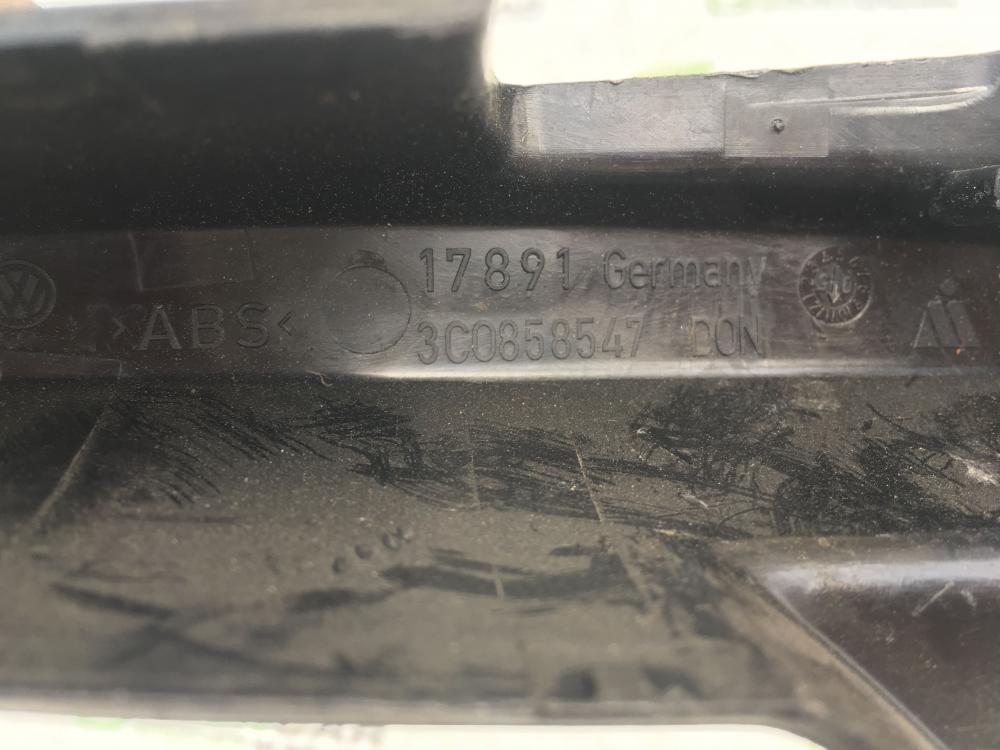 17891 Germany
>ABS<
3C0858547 DON